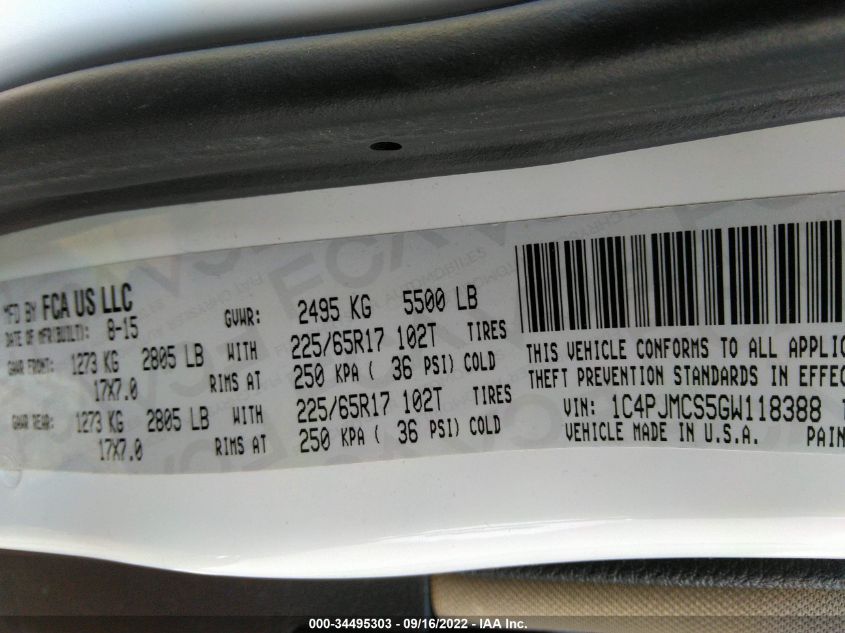 MFD BY FCA US LLC
DATE OF MFR(BUILT): 8-15 GVWR: 2495 KG 5500 LB
GAWR FRONT: 1273 KG 2805 LB WITH 225/65R17 102T TIRES
17X7.0 RIMS AT 250 KPA ( 36 PSI) COLD
GAWR REAR: 1273 KG 2805 LB WITH 225/65R17 102T TIRES
17X7.0 RIMS AT 250 KPA ( 36 PSI) COLD
THIS VEHICLE CONFORMS TO ALL APPLIC
THEFT PREVENTION STANDARDS IN EFFEC
VIN: 1C4PJMCS5GW118388
VEHICLE MADE IN U.S.A. PAIN
000-34495303 - 09/16/2022 - IAA Inc.